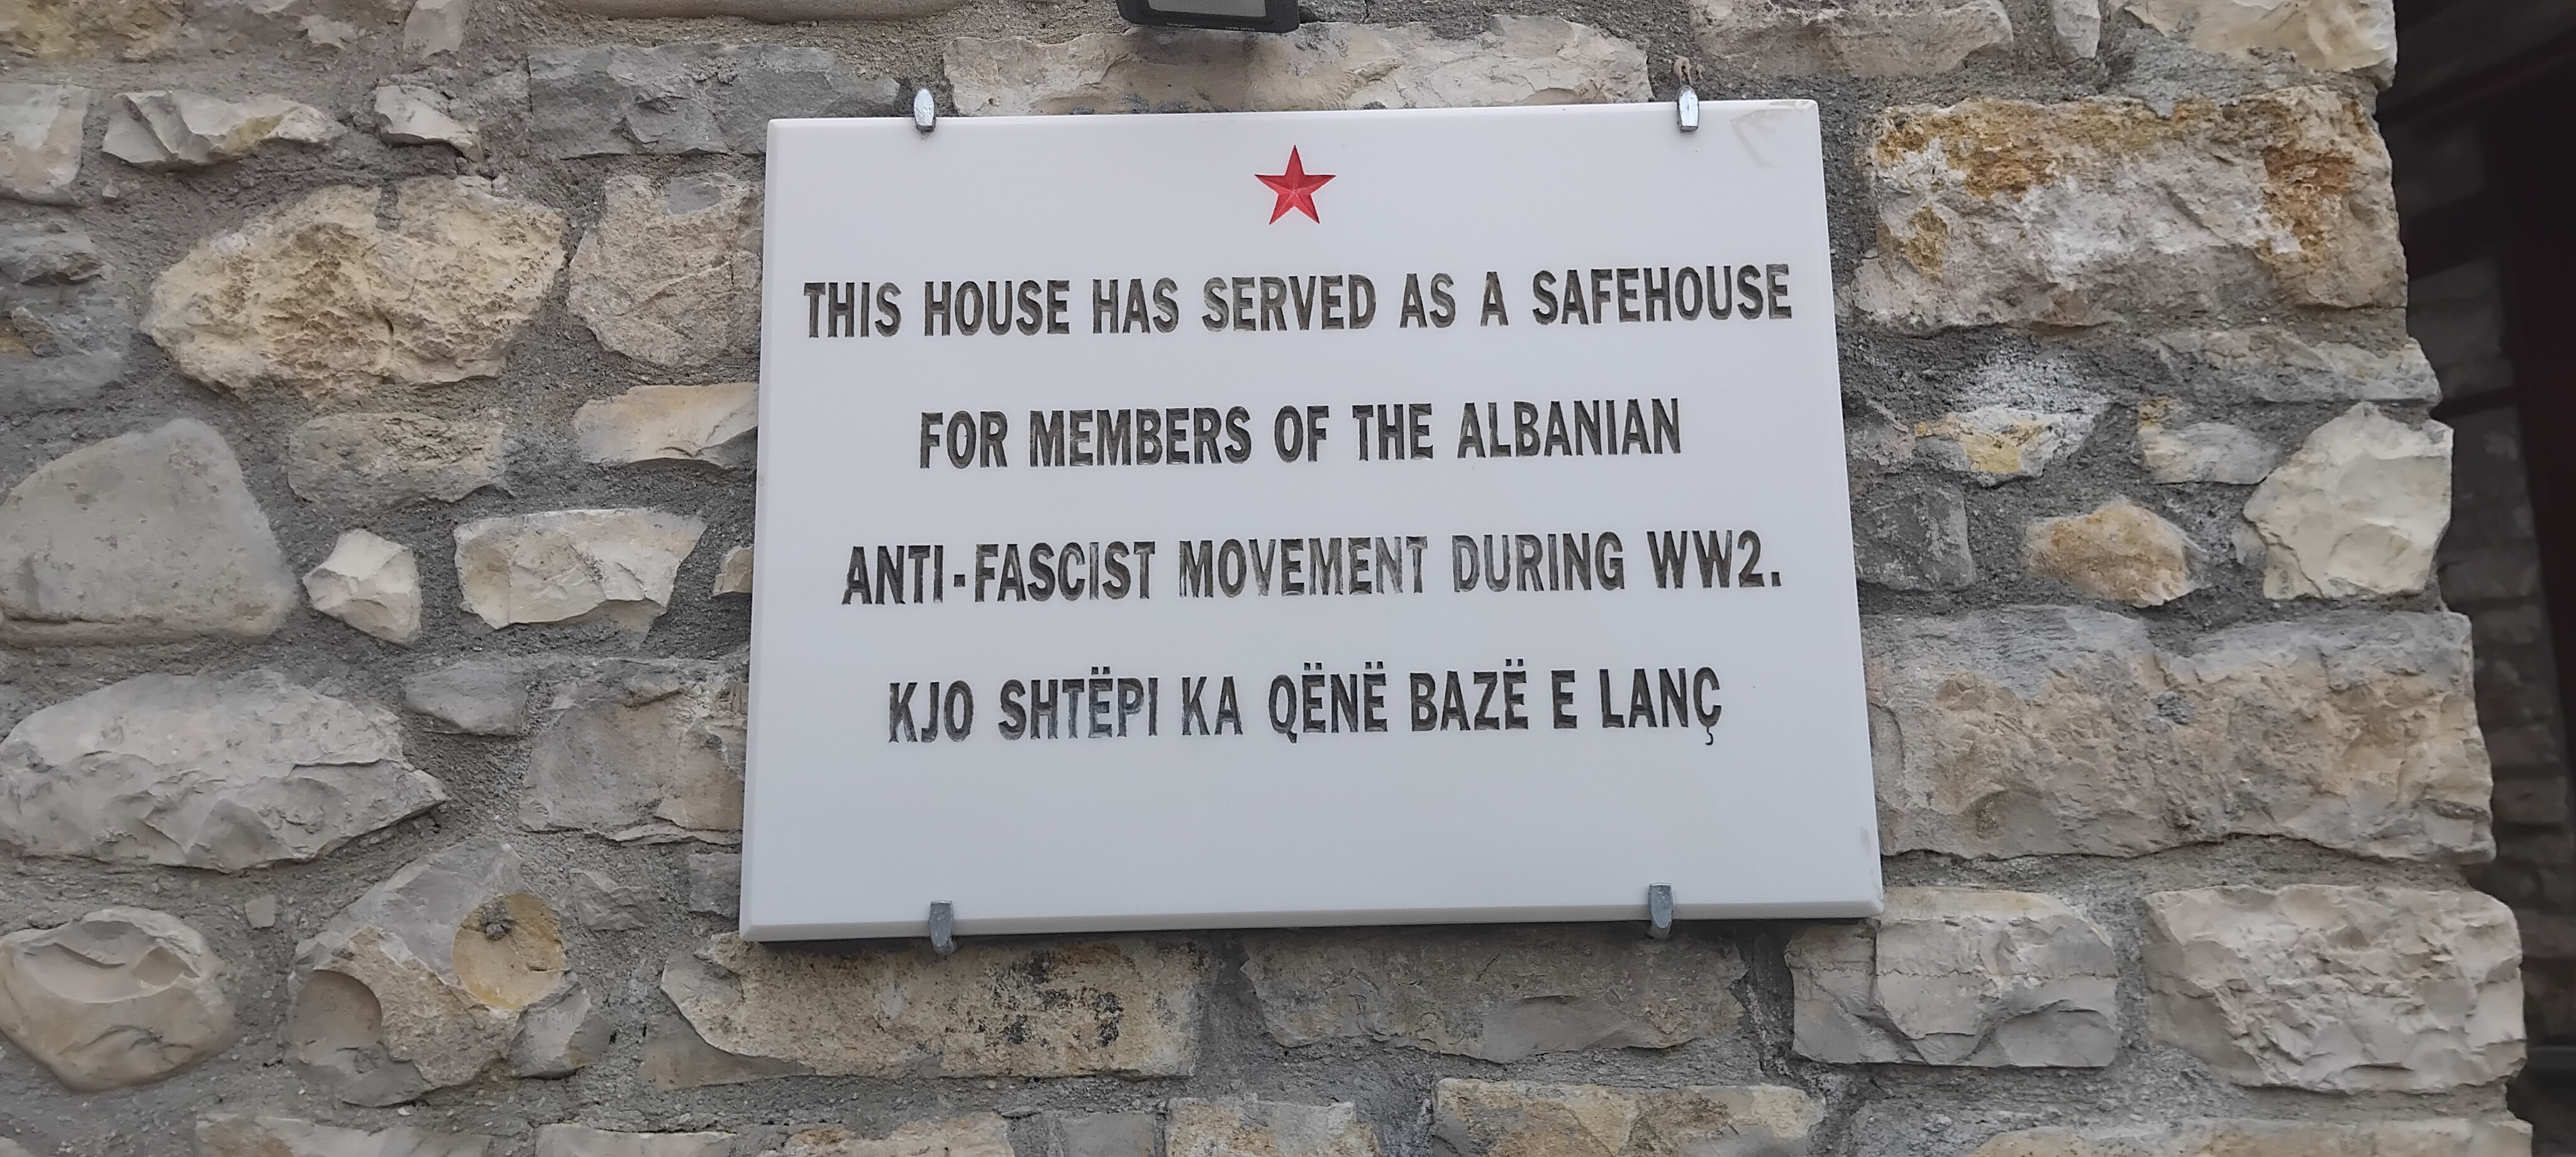 THIS HOUSE HAS SERVED AS A SAFEHOUSE
FOR MEMBERS OF THE ALBANIAN
ANTI-FASCIST MOVEMENT DURING WW2.
KJO SHTËPI KA QËNË BAZË E LANÇ